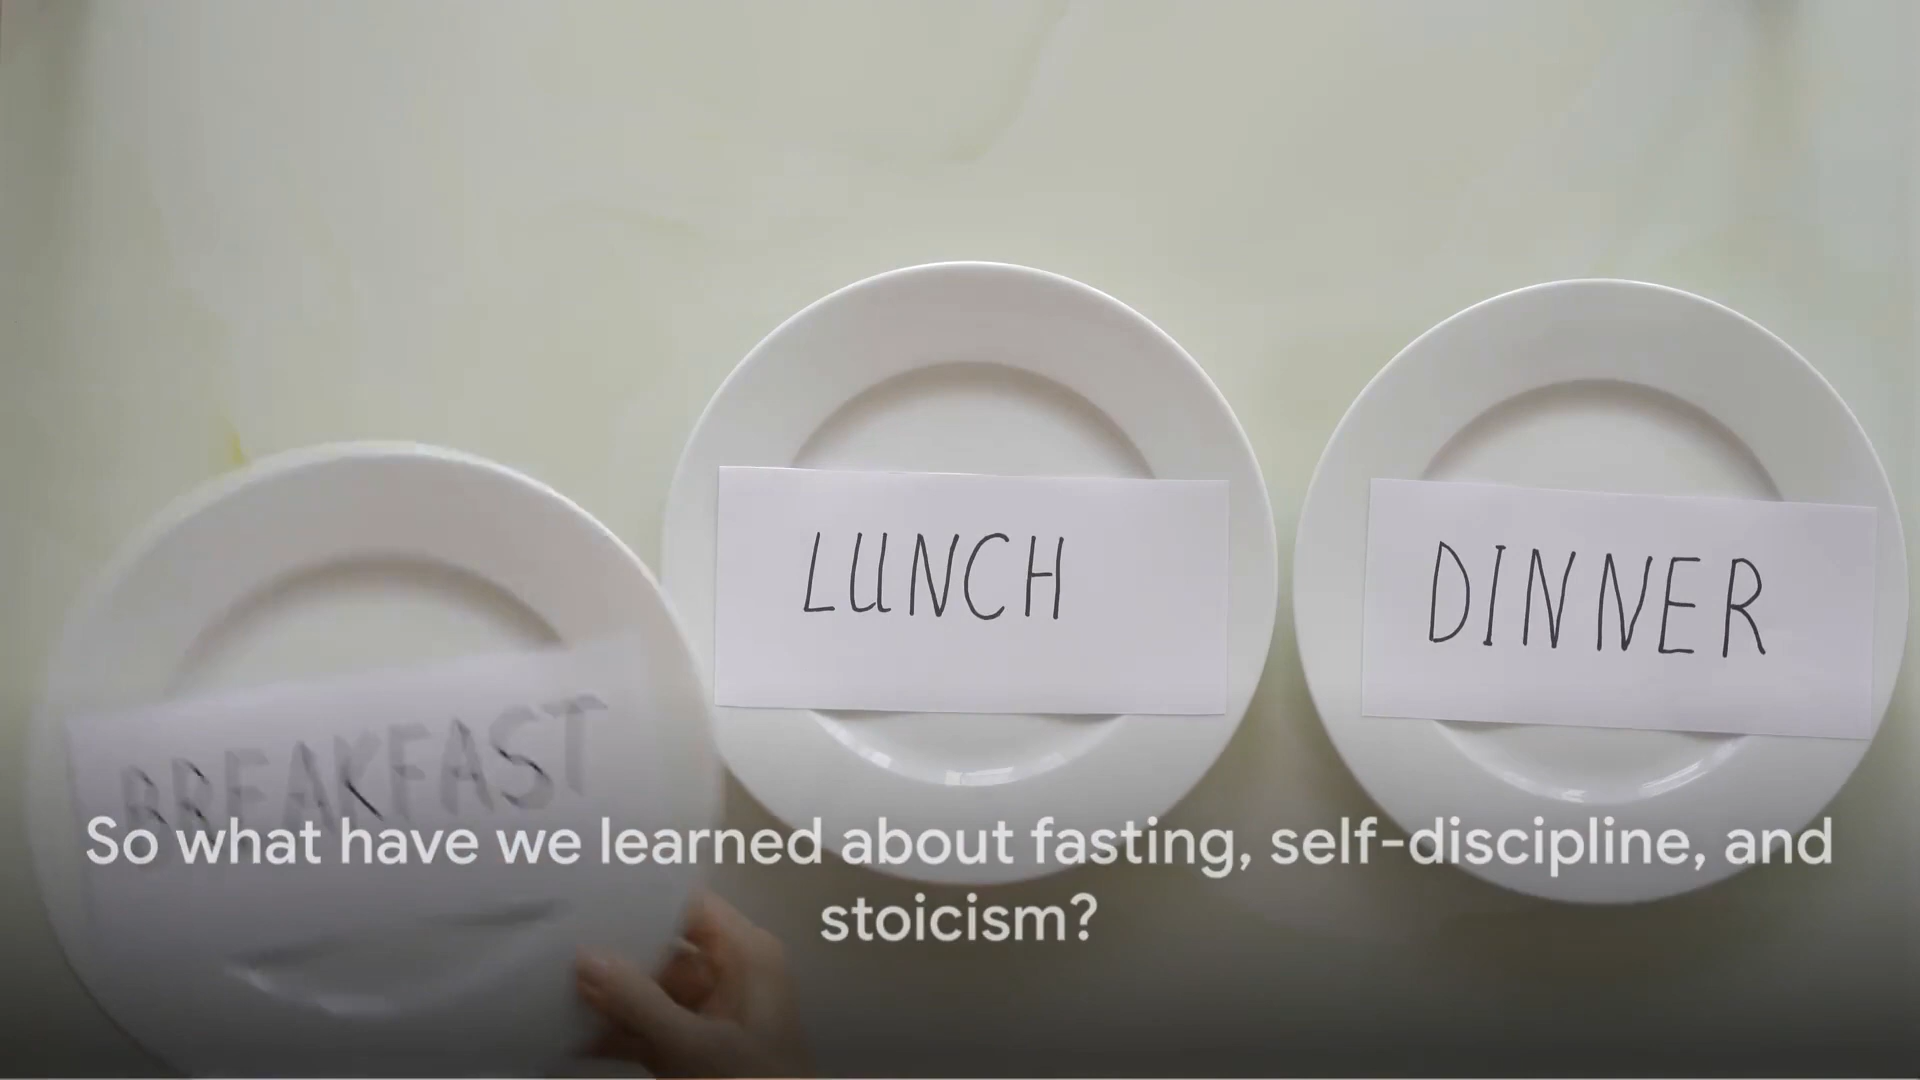 LUNCH
DINNER
BREAKFAST
So what have we learned about fasting, self-discipline, and
stoicism?